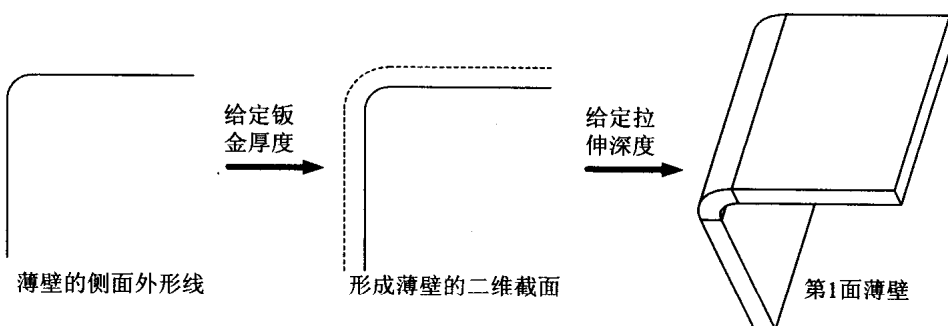 给定钣
金厚度
给定拉
伸深度
薄壁的侧面外形线
形成薄壁的二维截面
第1面薄壁